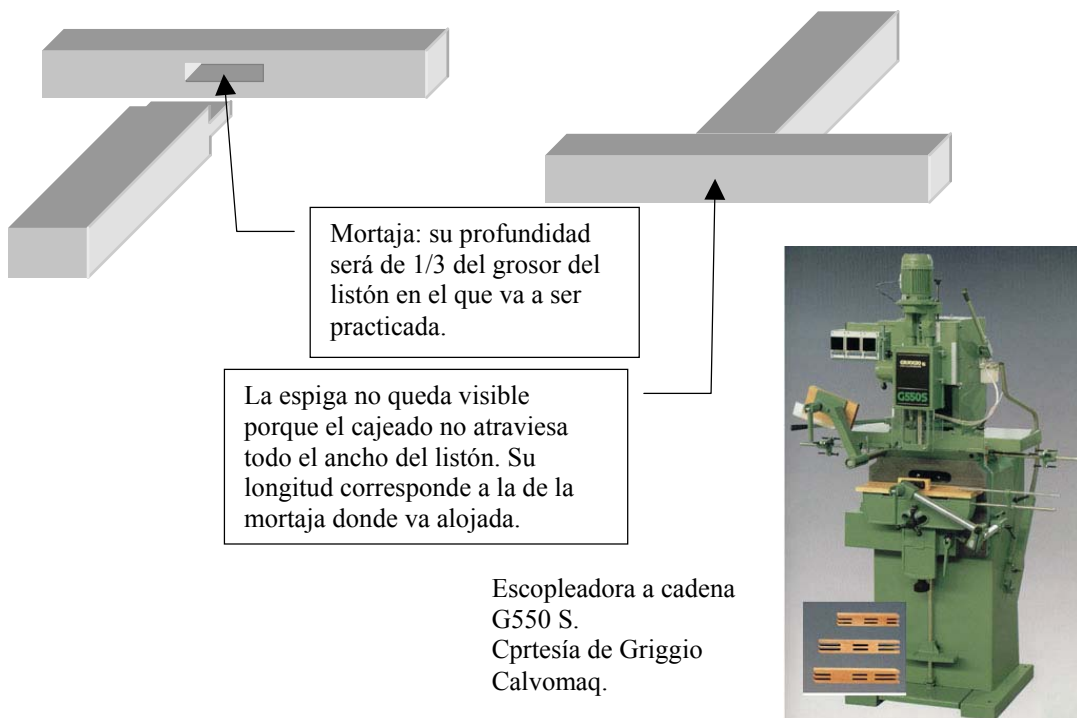 Mortaja: su profundidad
será de 1/3 del grosor del
listón en el que va a ser
practicada.
La espiga no queda visible
porque el cajeado no atraviesa
todo el ancho del listón. Su
longitud corresponde a la de la
mortaja donde va alojada.
Escopleadora a cadena
G550 S.
Cprtesía de Griggio
Calvomaq.
G550S